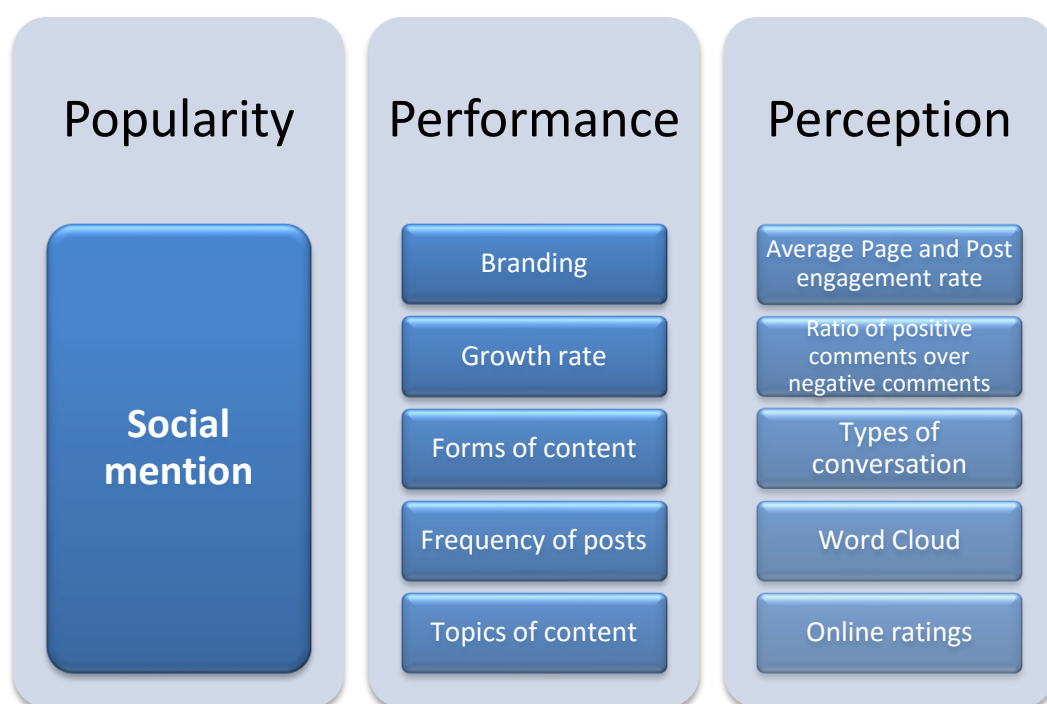 Popularity
Social
mention
Performance
Branding
Growth rate
Forms of content
Frequency of posts
Topics of content
Perception
Average Page and Post
engagement rate
Ratio of positive
comments over
negative comments
Types of
conversation
Word Cloud
Online ratings